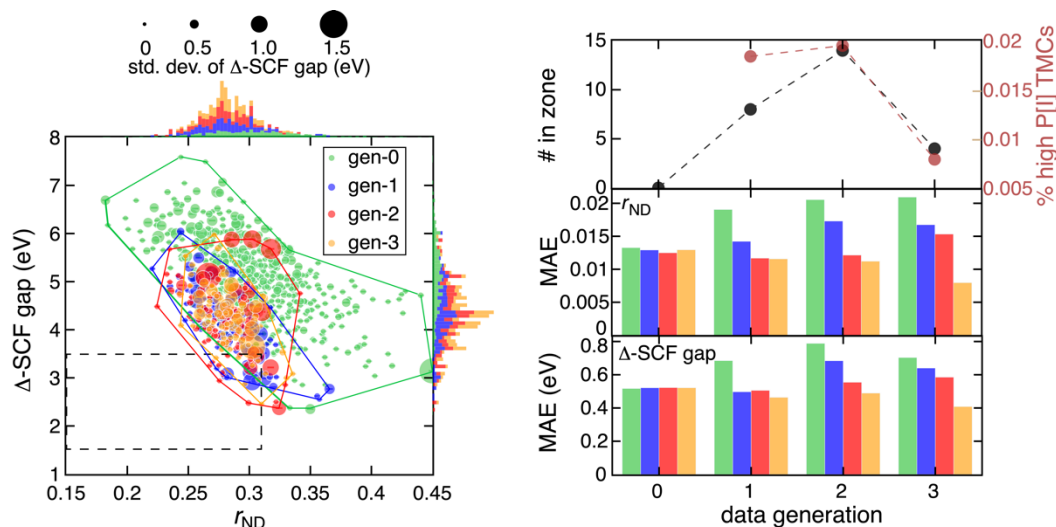 0 0.5 1.0 1.5
std. dev. of Δ-SCF gap (eV)
8
7
6
5
4
3
2
1
Δ-SCF gap (eV)
gen-0
gen-1
gen-2
gen-3
0.15 0.2 0.25 0.3 0.35 0.4 0.45
rND
15
10
5
0
# in zone
0.02
0.015
0.01
0.005
% high P[I] TMCs
rND
0.02
0.015
0.01
0.005
0
MAE
Δ-SCF gap
0.8
0.6
0.4
0.2
0
MAE (eV)
0 1 2 3
data generation